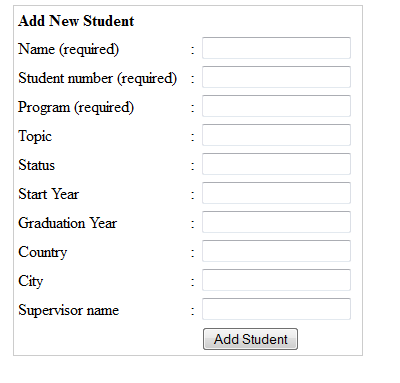 Add New Student
Name (required) :
Student number (required) :
Program (required) :
Topic :
Status :
Start Year :
Graduation Year :
Country :
City :
Supervisor name :
Add Student